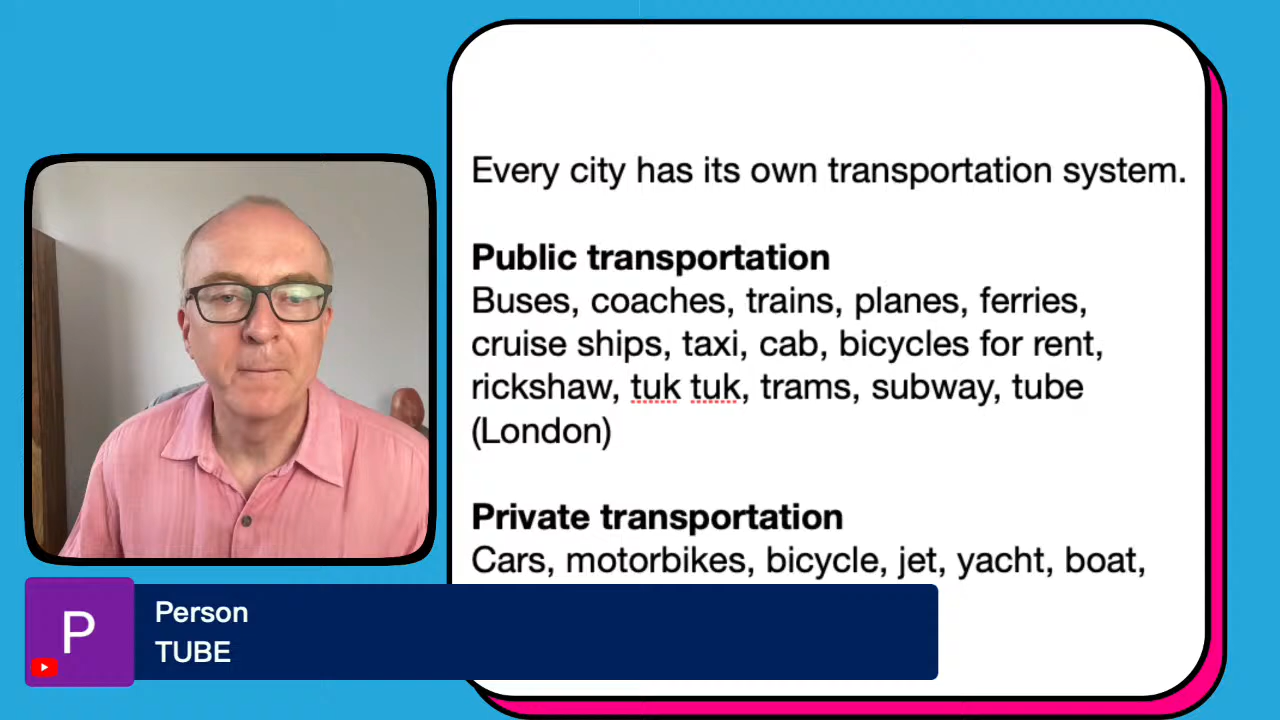 Every city has its own transportation system.
Public transportation
Buses, coaches, trains, planes, ferries,
cruise ships, taxi, cab, bicycles for rent,
rickshaw, tuk tuk, trams, subway, tube
(London)
Private transportation
Cars, motorbikes, bicycle, jet, yacht, boat,
P
Person
TUBE